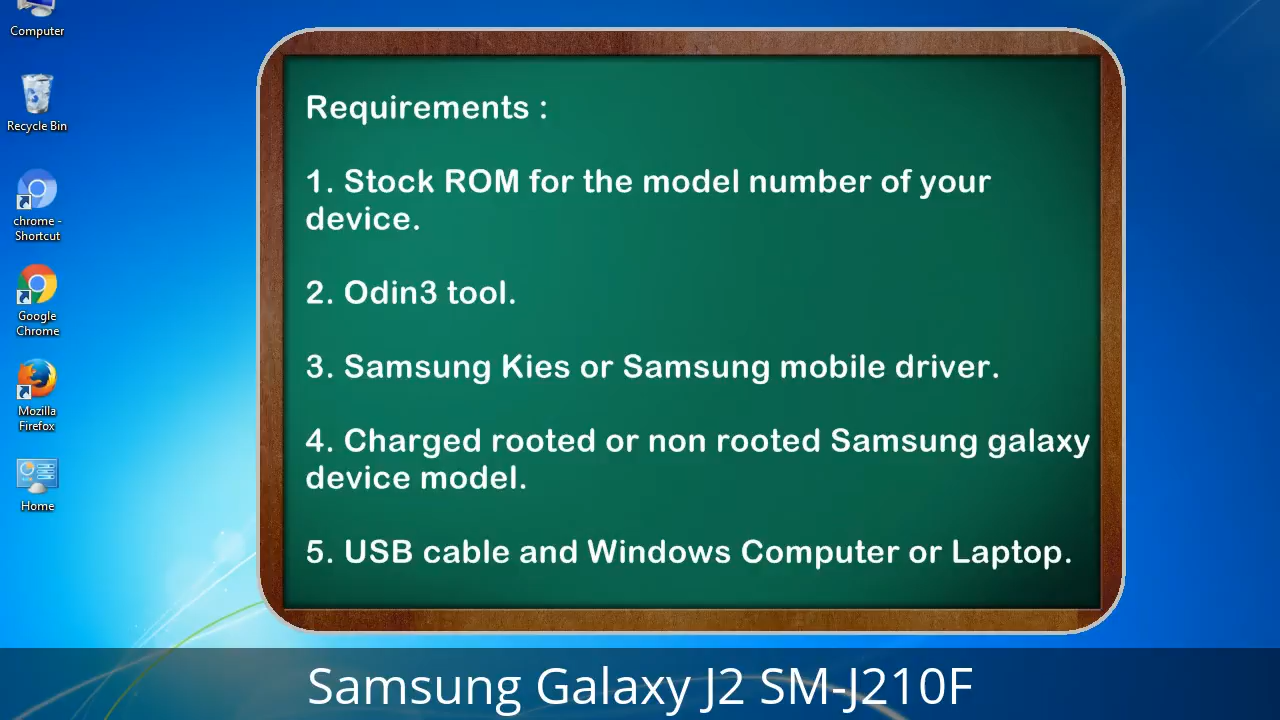 Computer
Recycle Bin
chrome -
Shortcut
Google
Chrome
Mozilla
Firefox
Home
Requirements :
1. Stock ROM for the model number of your
device.
2. Odin3 tool.
3. Samsung Kies or Samsung mobile driver.
4. Charged rooted or non rooted Samsung galaxy
device model.
5. USB cable and Windows Computer or Laptop.
Samsung Galaxy J2 SM-J210F